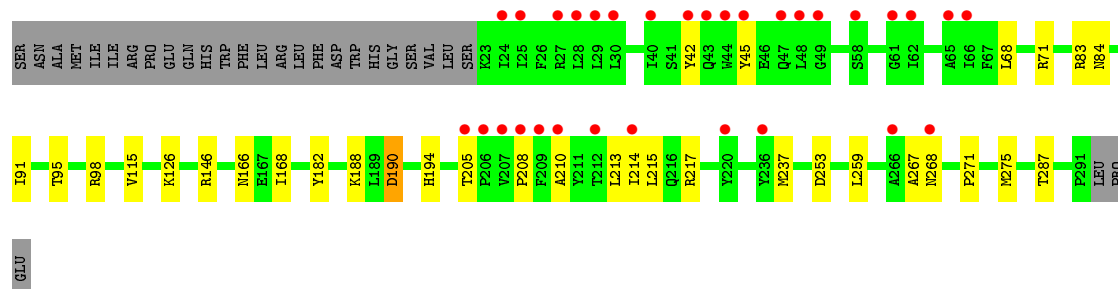 SER ASN ALA MET ILE ILE ARG PRO GLU GLN HIS TRP PHE LEU ARG LEU PHE ASP TRP HIS GLY SER VAL LEU SER K23 I24 I25 F26 R27 L28 L29 L30 I40 S41 Y42 Q43 W44 Y45 E46 Q47 L48 G49 S58 G61 I62 A65 I66 F67 L68 R71 R83 N84
I91 T95 R98 V115 K126 R146 N166 E167 I168 Y182 K188 L189 D190 H194 T205 P206 V207 P208 F209 A210 Y211 T212 L213 I214 L215 Q216 R217 Y220 Y236 M237 D253 L259 A266 A267 N268 P271 M275 T287 P291 LEU PRO
GLU